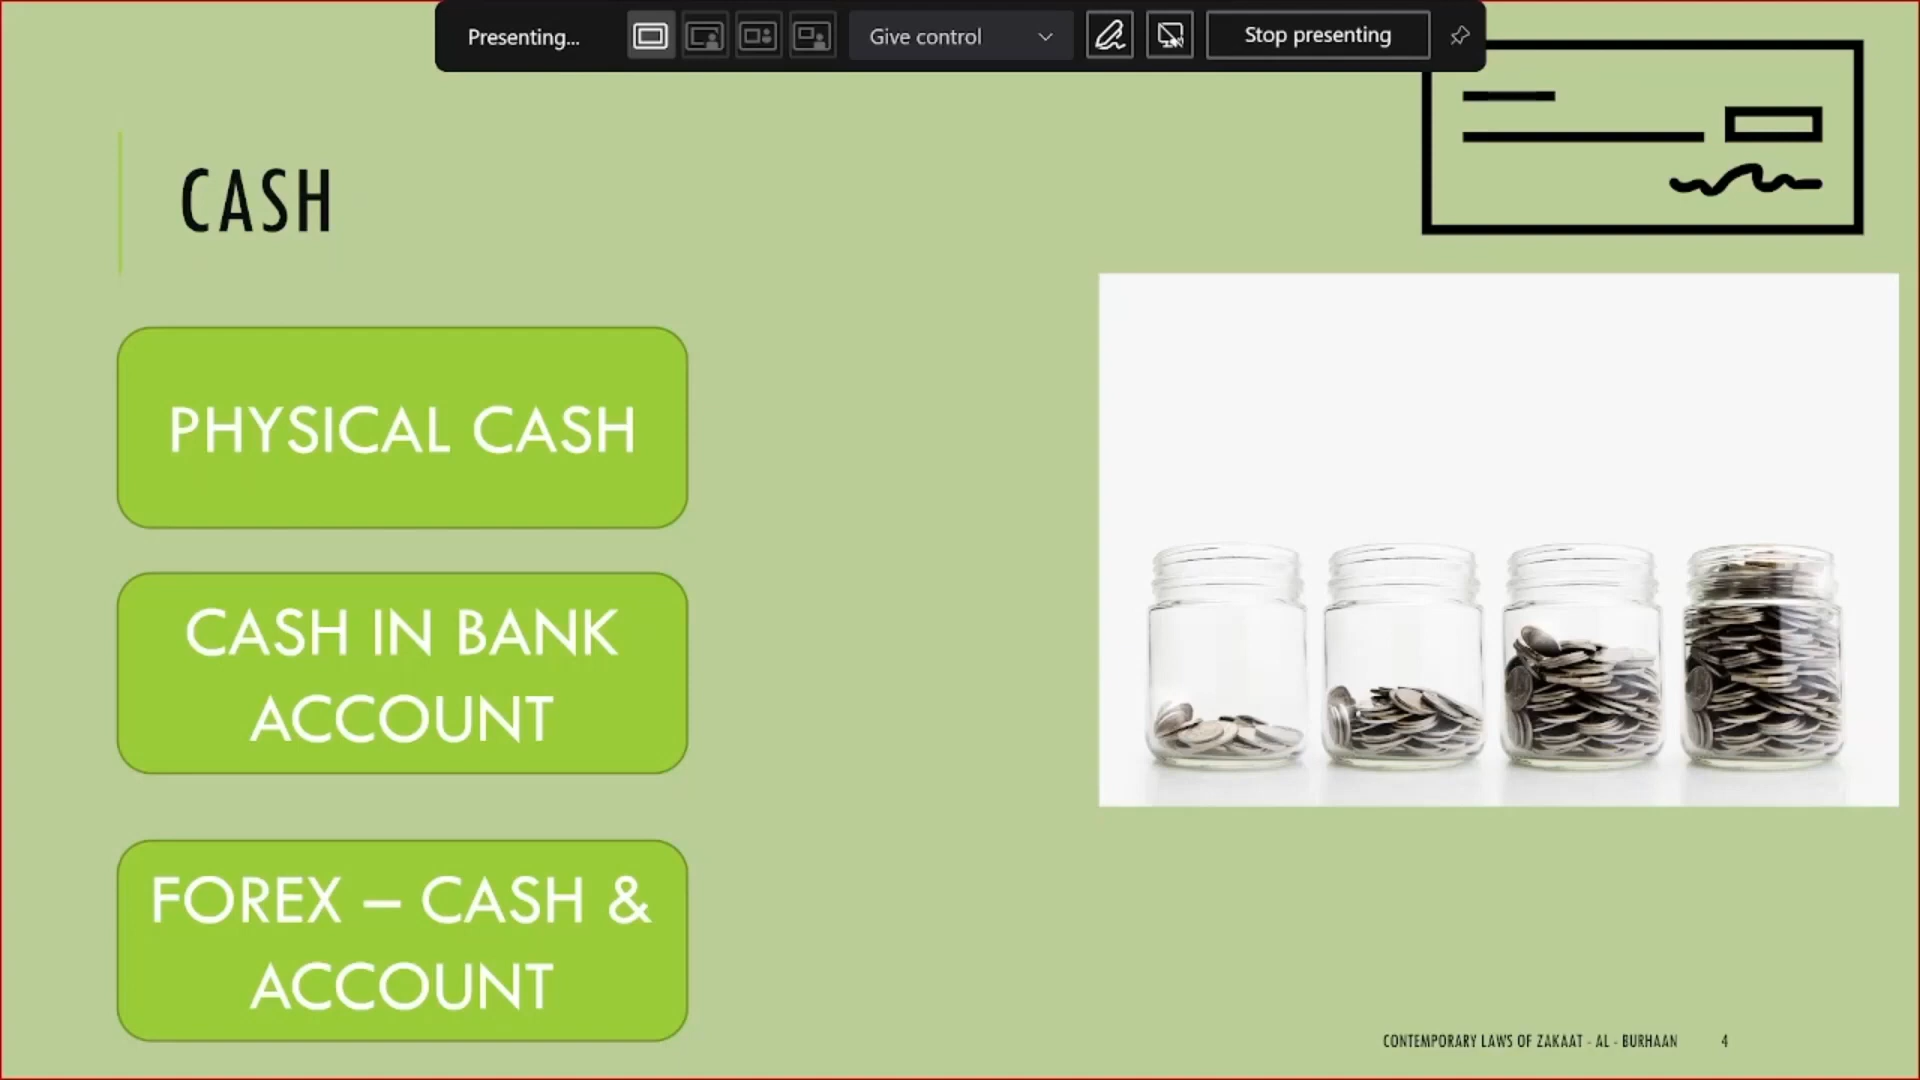 Presenting...
Give control
Stop presenting
CASH
PHYSICAL CASH
CASH IN BANK
ACCOUNT
FOREX – CASH &
ACCOUNT
CONTEMPORARY LAWS OF ZAKAAT - AL - BURHAAN 4